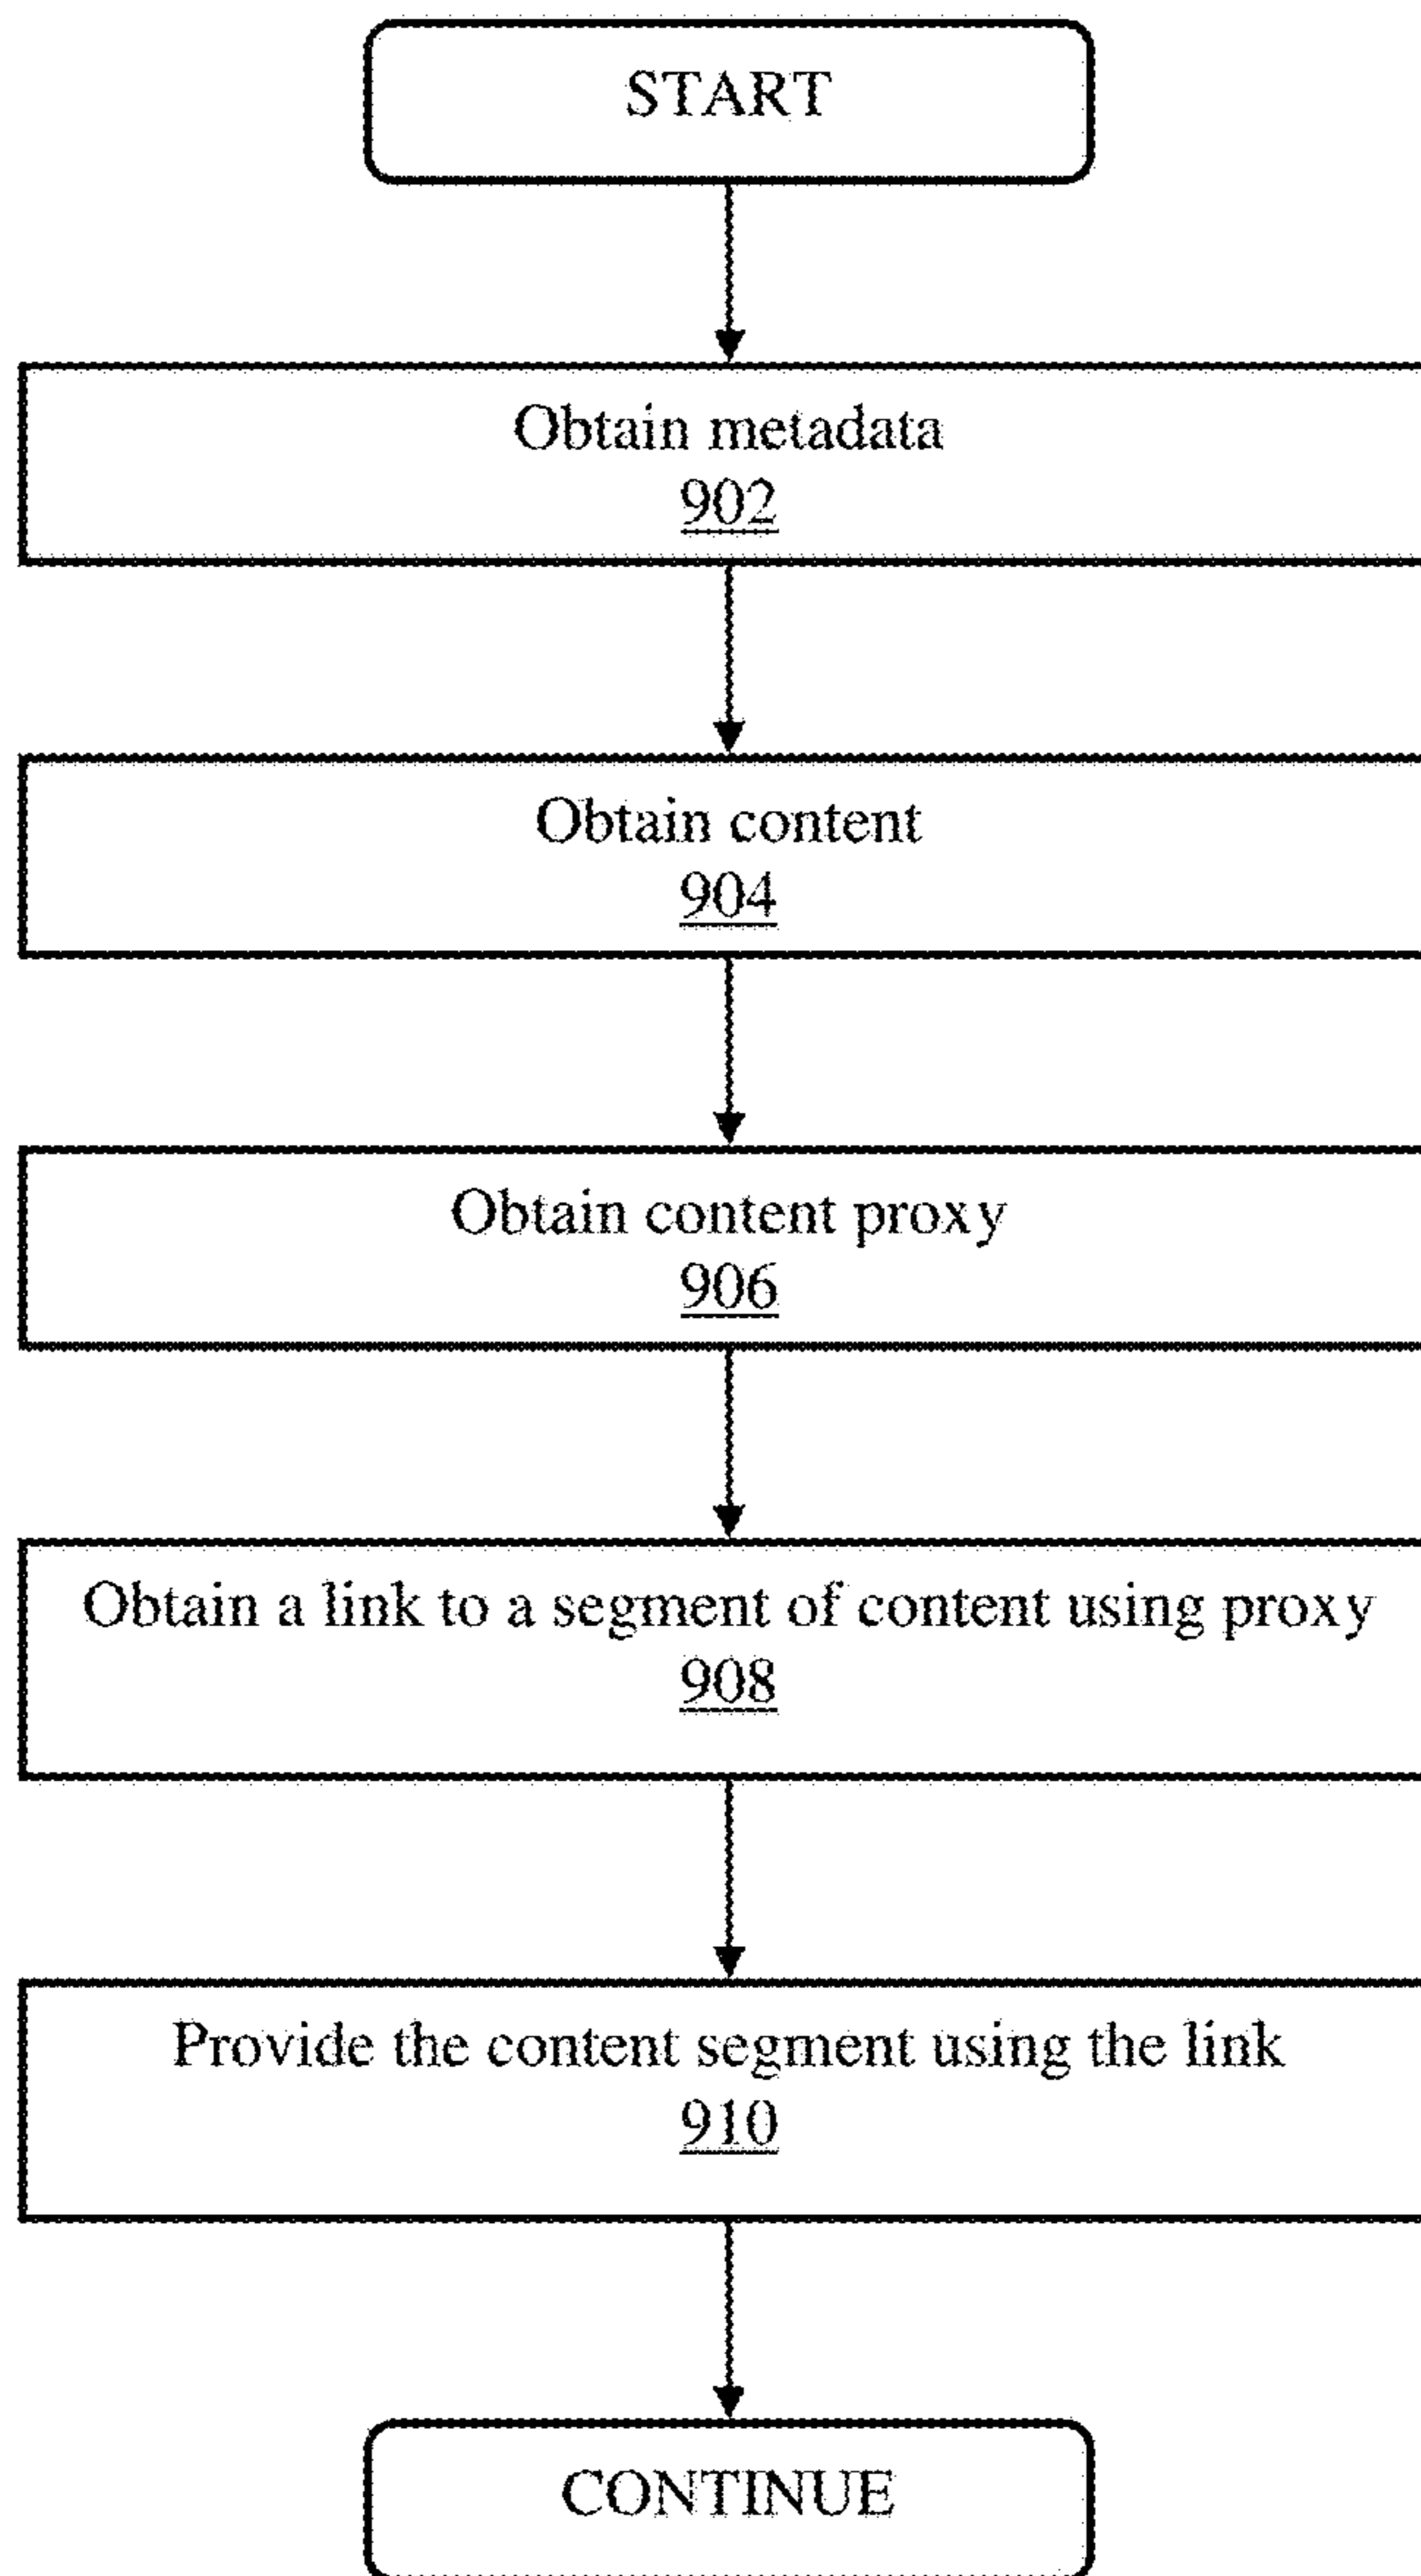 START
Obtain metadata
902
Obtain content
904
Obtain content proxy
906
Obtain a link to a segment of content using proxy
908
Provide the content segment using the link
910
CONTINUE